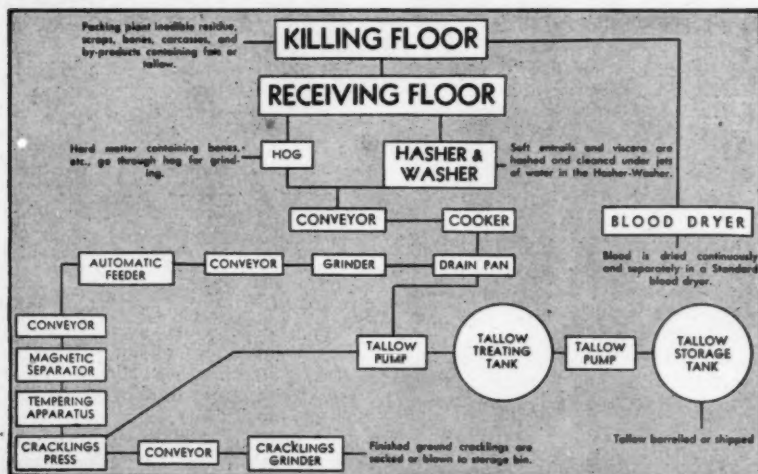 Packing plant inedible residue,
scraps, bones, carcasses, and
by-products containing fats or
tallow.
KILLING FLOOR
RECEIVING FLOOR
Hard matter containing bones,
etc., go through hog for grind-
ing.
HOG
HASHER &
WASHER
Soft entrails and viscera are
hashed and cleaned under jets
of water in the Hasher-Washer.
CONVEYOR
COOKER
BLOOD DRYER
Blood is dried continuously
and separately in a Standard
blood dryer.
AUTOMATIC
FEEDER
CONVEYOR
GRINDER
DRAIN PAN
CONVEYOR
MAGNETIC
SEPARATOR
TEMPERING
APPARATUS
CRACKLINGS
PRESS
TALLOW
PUMP
TALLOW
TREATING
TANK
TALLOW
PUMP
TALLOW
STORAGE
TANK
Tallow barrelled or shipped
CONVEYOR
CRACKLINGS
GRINDER
Finished ground cracklings are
sacked or blown to storage bin.